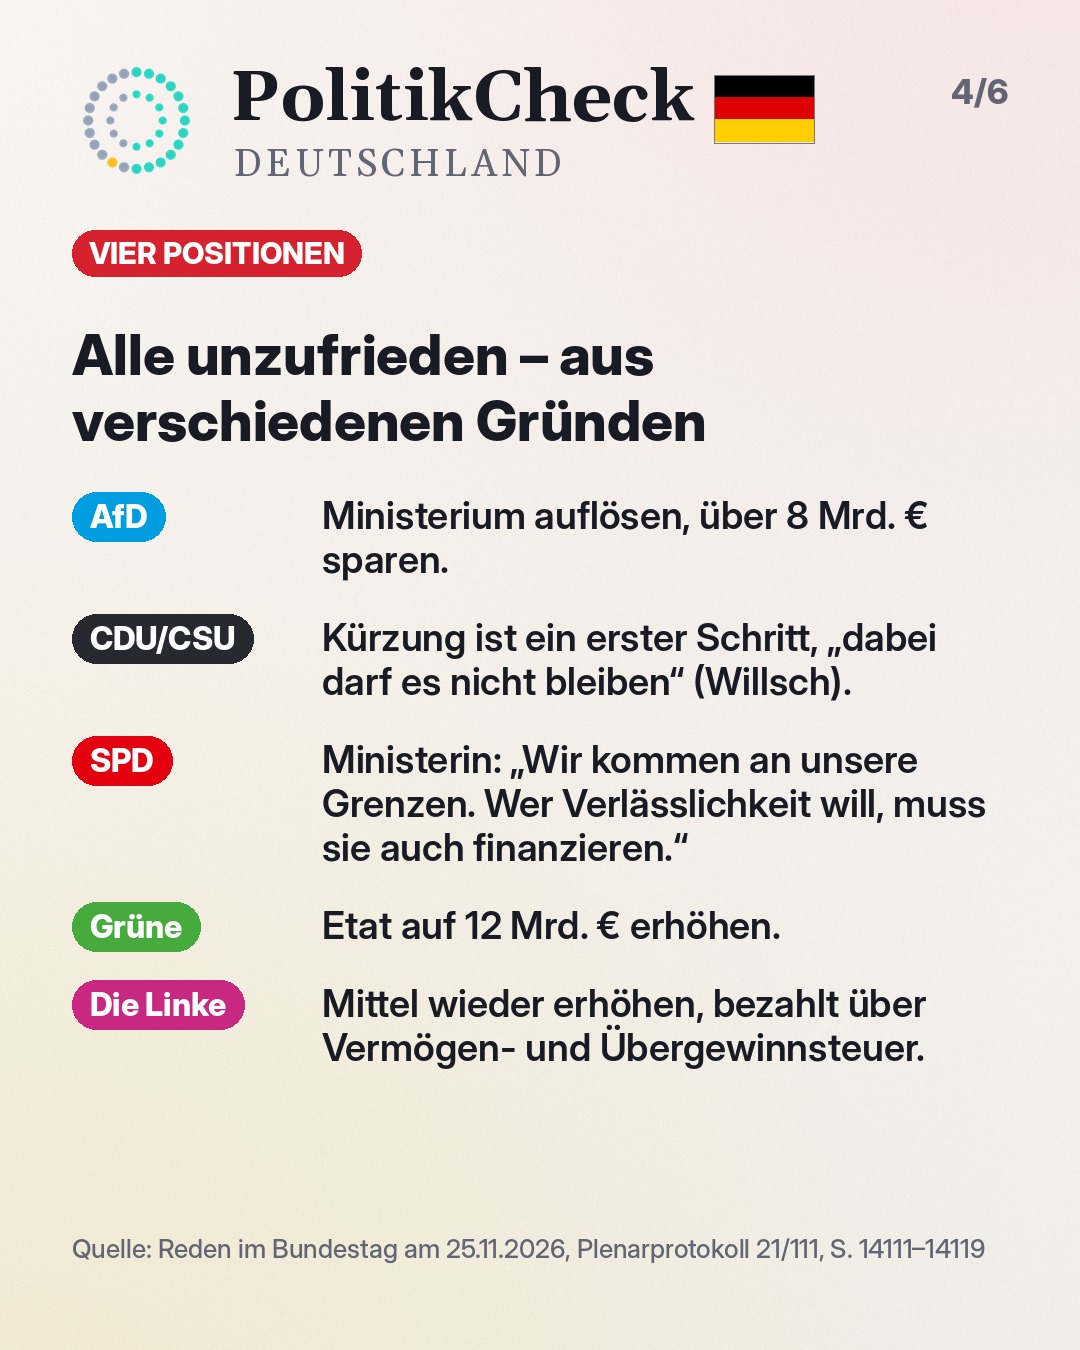 PolitikCheck
DEUTSCHLAND
4/6
VIER POSITIONEN
Alle unzufrieden – aus
verschiedenen Gründen
AfD
Ministerium auflösen, über 8 Mrd. €
sparen.
CDU/CSU
Kürzung ist ein erster Schritt, „dabei
darf es nicht bleiben“ (Willsch).
SPD
Ministerin: „Wir kommen an unsere
Grenzen. Wer Verlässlichkeit will, muss
sie auch finanzieren.“
Grüne
Etat auf 12 Mrd. € erhöhen.
Die Linke
Mittel wieder erhöhen, bezahlt über
Vermögen- und Übergewinnsteuer.
Quelle: Reden im Bundestag am 25.11.2026, Plenarprotokoll 21/111, S. 14111–14119